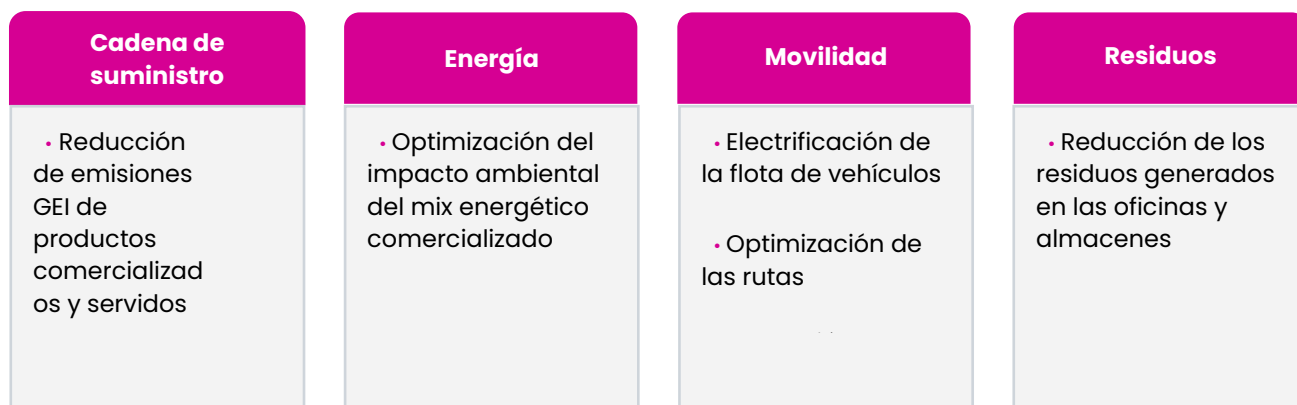 Cadena de
suministro
• Reducción
de emisiones
GEI de
productos
comercializad
os y servidos
Energía
• Optimización del
impacto ambiental
del mix energético
comercializado
Movilidad
• Electrificación de
la flota de vehículos
• Optimización de
las rutas
Residuos
• Reducción de los
residuos generados
en las oficinas y
almacenes